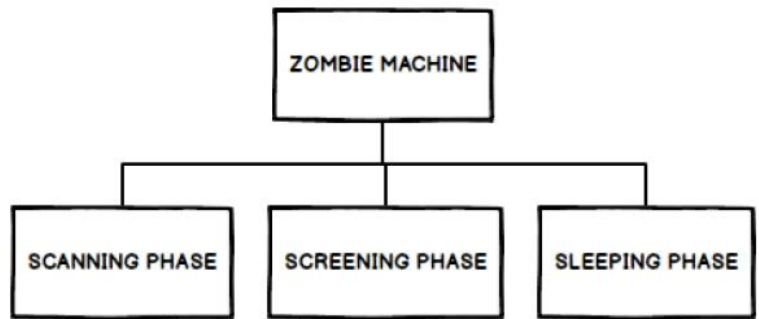 ZOMBIE MACHINE
SCANNING PHASE
SCREENING PHASE
SLEEPING PHASE